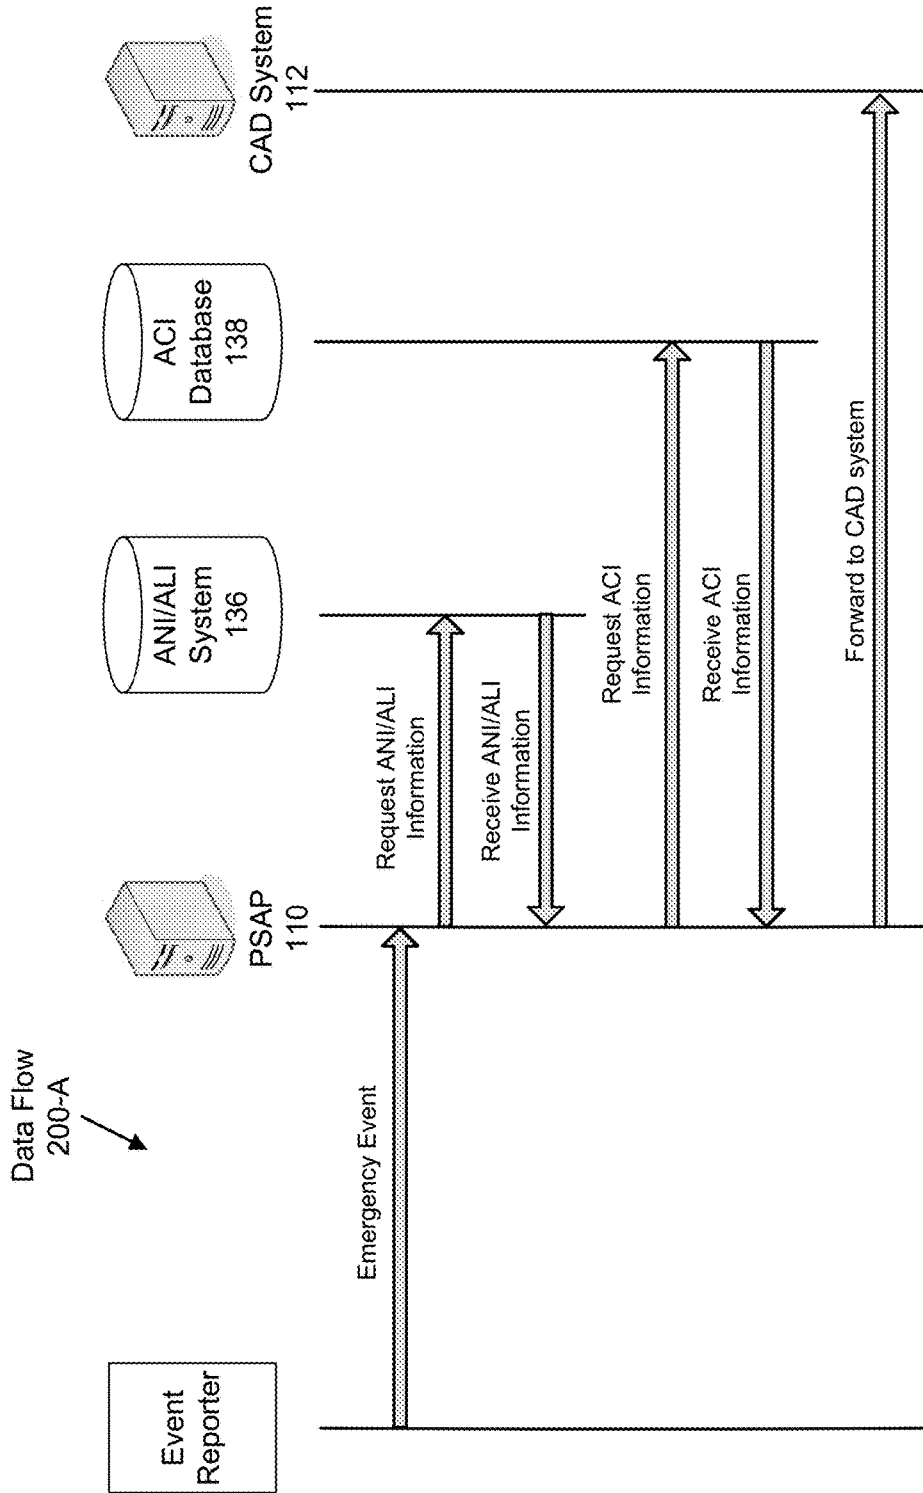 Data Flow
200-A
Event
Reporter
PSAP
110
ANI/ALI
System
136
ACI
Database
138
CAD System
112
Emergency Event
Request ANI/ALI
Information
Receive ANI/ALI
Information
Request ACI
Information
Receive ACI
Information
Forward to CAD system